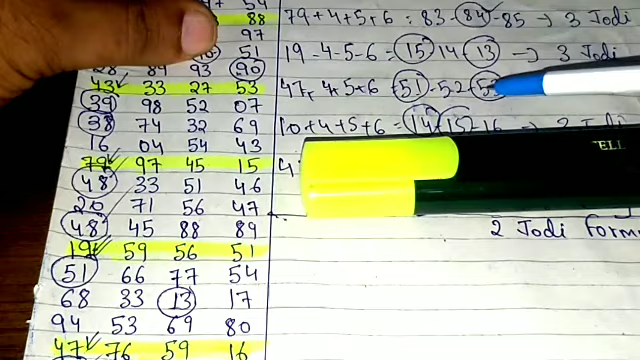 54
88 79+4+5+6: 83-84-85 → 3 Jodi
97
51 19-4-5-6=15 14 13 → 3 Jodi
28 89 93 90
43 33 27 53 47+4+5+6 51-52-53
39 98 52 07
38 74 32 69 10+4+5+6=14 15-16
16 04 54 43
79 97 45 15
48 33 51 46
20 71 56 47
48 45 88 89 2 Jodi Form
19 59 56 51
51 66 77 54
68 33 13 17
94 53 69 80
47 76 59 16